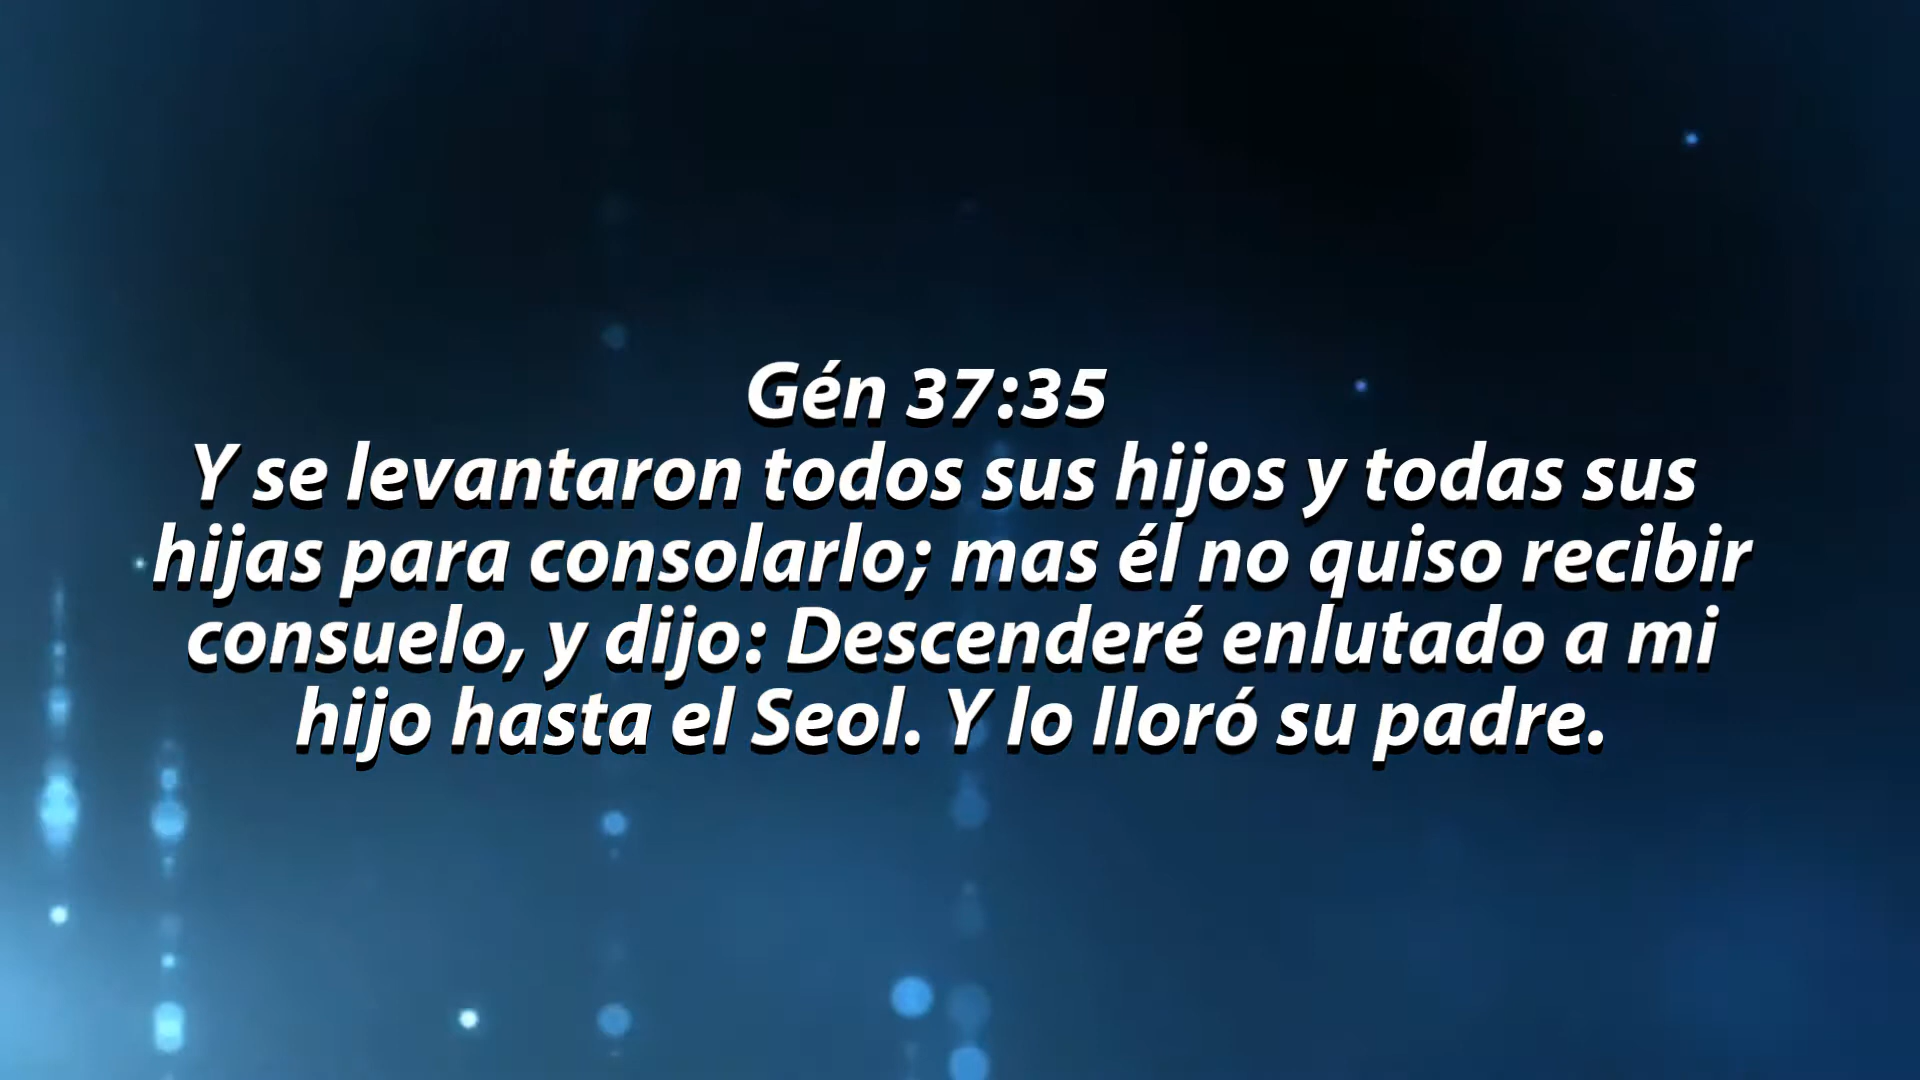 Gén 37:35
Y se levantaron todos sus hijos y todas sus
hijas para consolarlo; mas él no quiso recibir
consuelo, y dijo: Descenderé enlutado a mi
hijo hasta el Seol. Y lo lloró su padre.